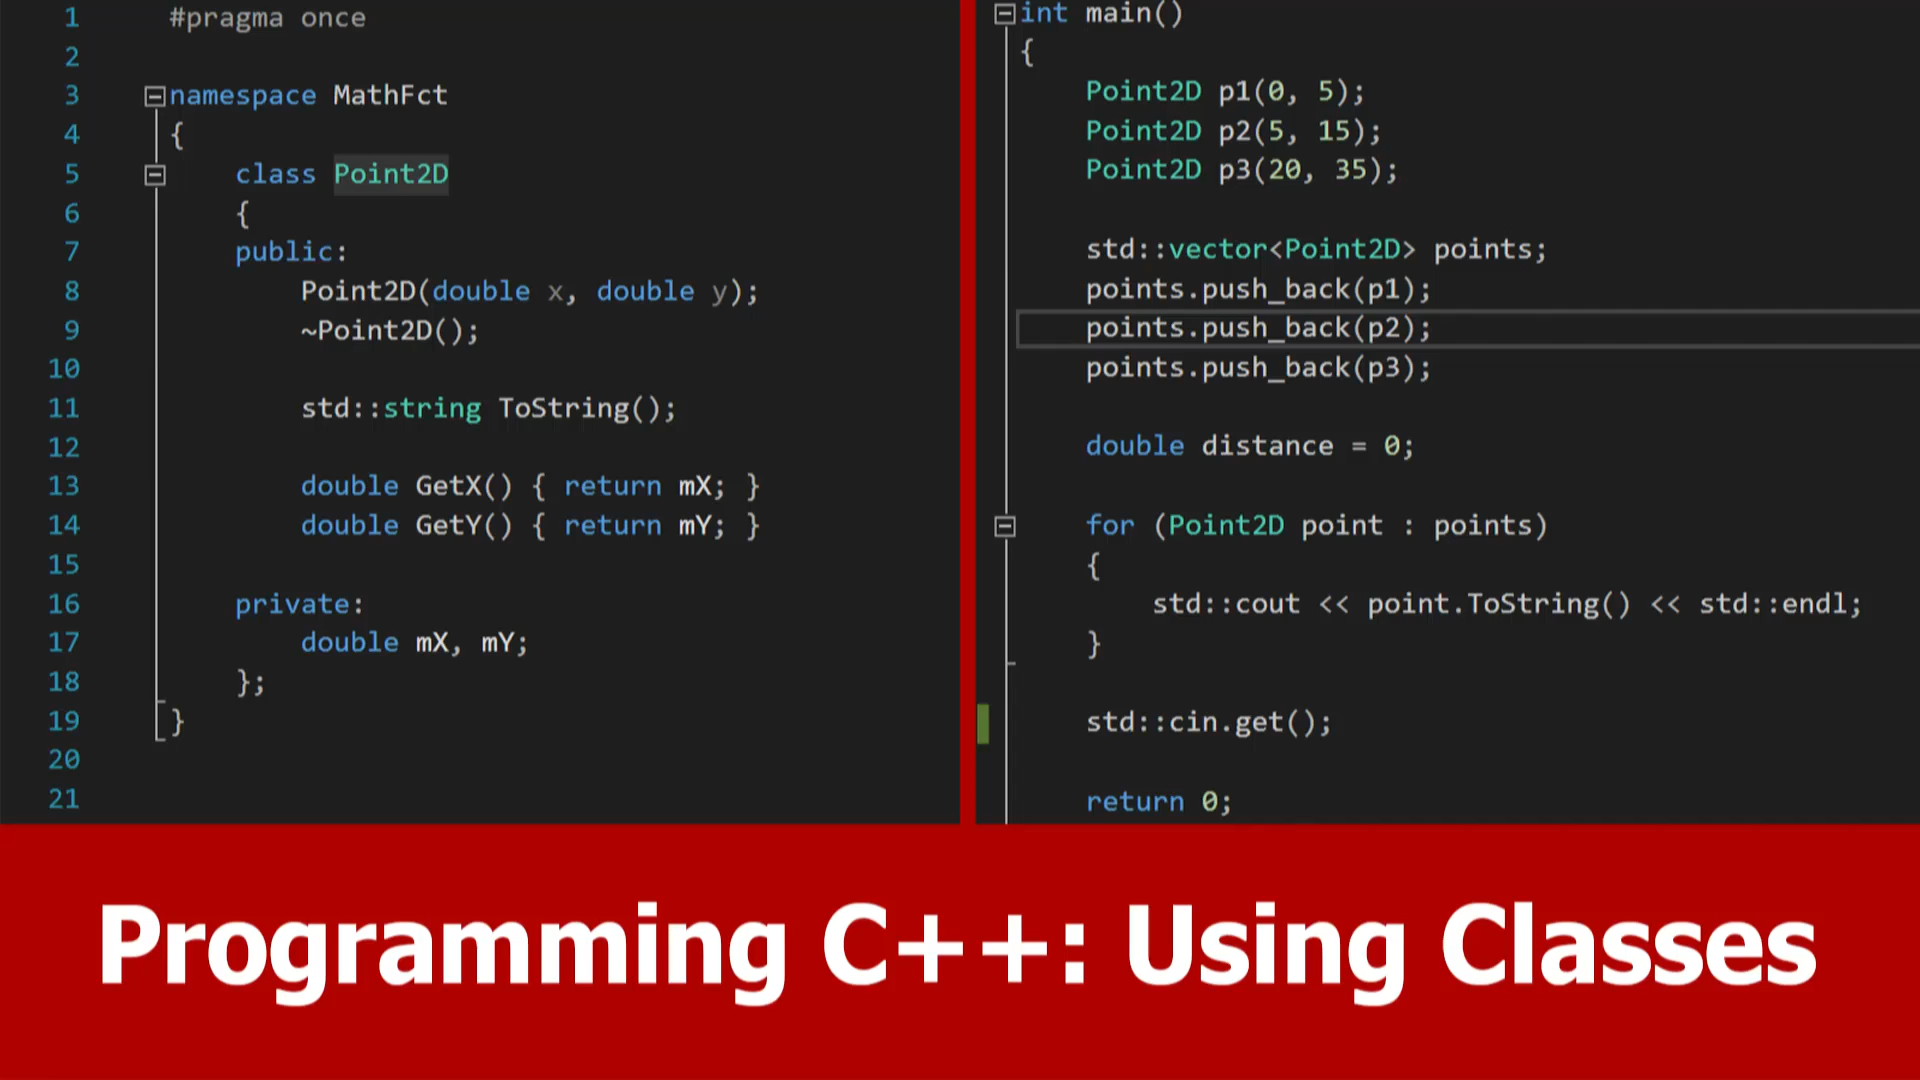 1 #pragma once
2
3 namespace MathFct
4 {
5 class Point2D
6 {
7 public:
8 Point2D(double x, double y);
9 ~Point2D();
10
11 std::string ToString();
12
13 double GetX() { return mX; }
14 double GetY() { return mY; }
15
16 private:
17 double mX, mY;
18 };
19 }
20
21
int main()
{
Point2D p1(0, 5);
Point2D p2(5, 15);
Point2D p3(20, 35);
std::vector<Point2D> points;
points.push_back(p1);
points.push_back(p2);
points.push_back(p3);
double distance = 0;
for (Point2D point : points)
{
std::cout << point.ToString() << std::endl;
}
std::cin.get();
return 0;
Programming C++: Using Classes